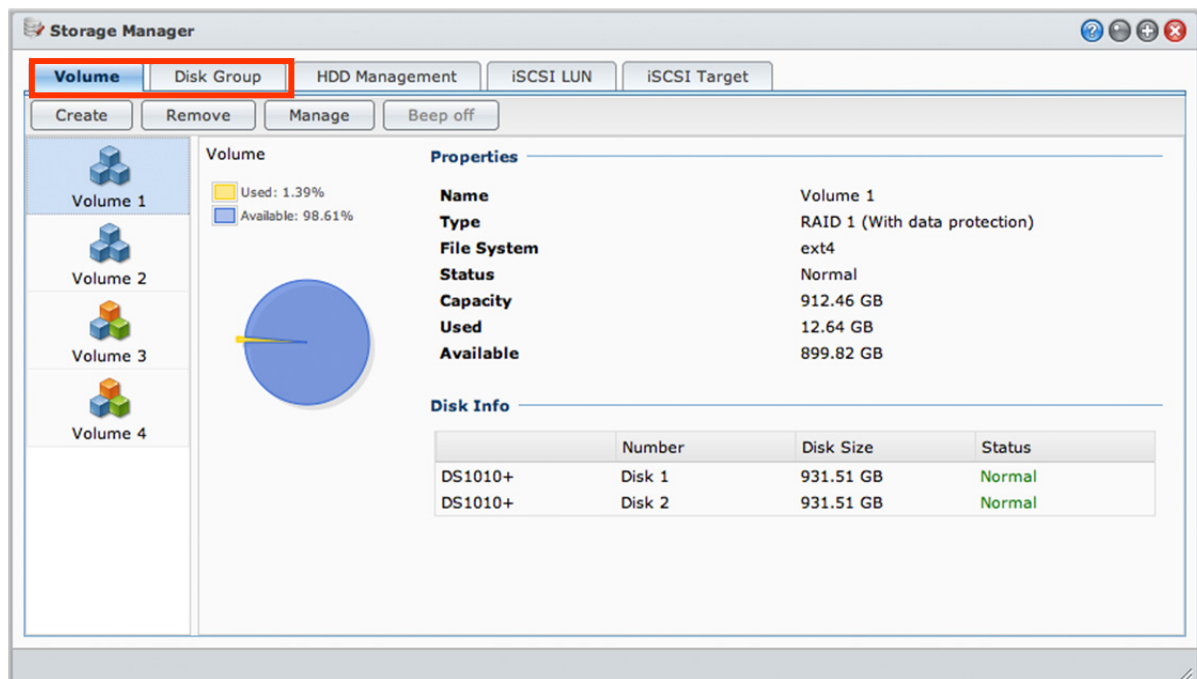 Storage Manager
Volume Disk Group HDD Management iSCSI LUN iSCSI Target
Create Remove Manage Beep off
Volume 1
Volume 2
Volume 3
Volume 4
Volume
Used: 1.39%
Available: 98.61%
Properties
Name Volume 1
Type RAID 1 (With data protection)
File System ext4
Status Normal
Capacity 912.46 GB
Used 12.64 GB
Available 899.82 GB
Disk Info
Number Disk Size Status
DS1010+ Disk 1 931.51 GB Normal
DS1010+ Disk 2 931.51 GB Normal